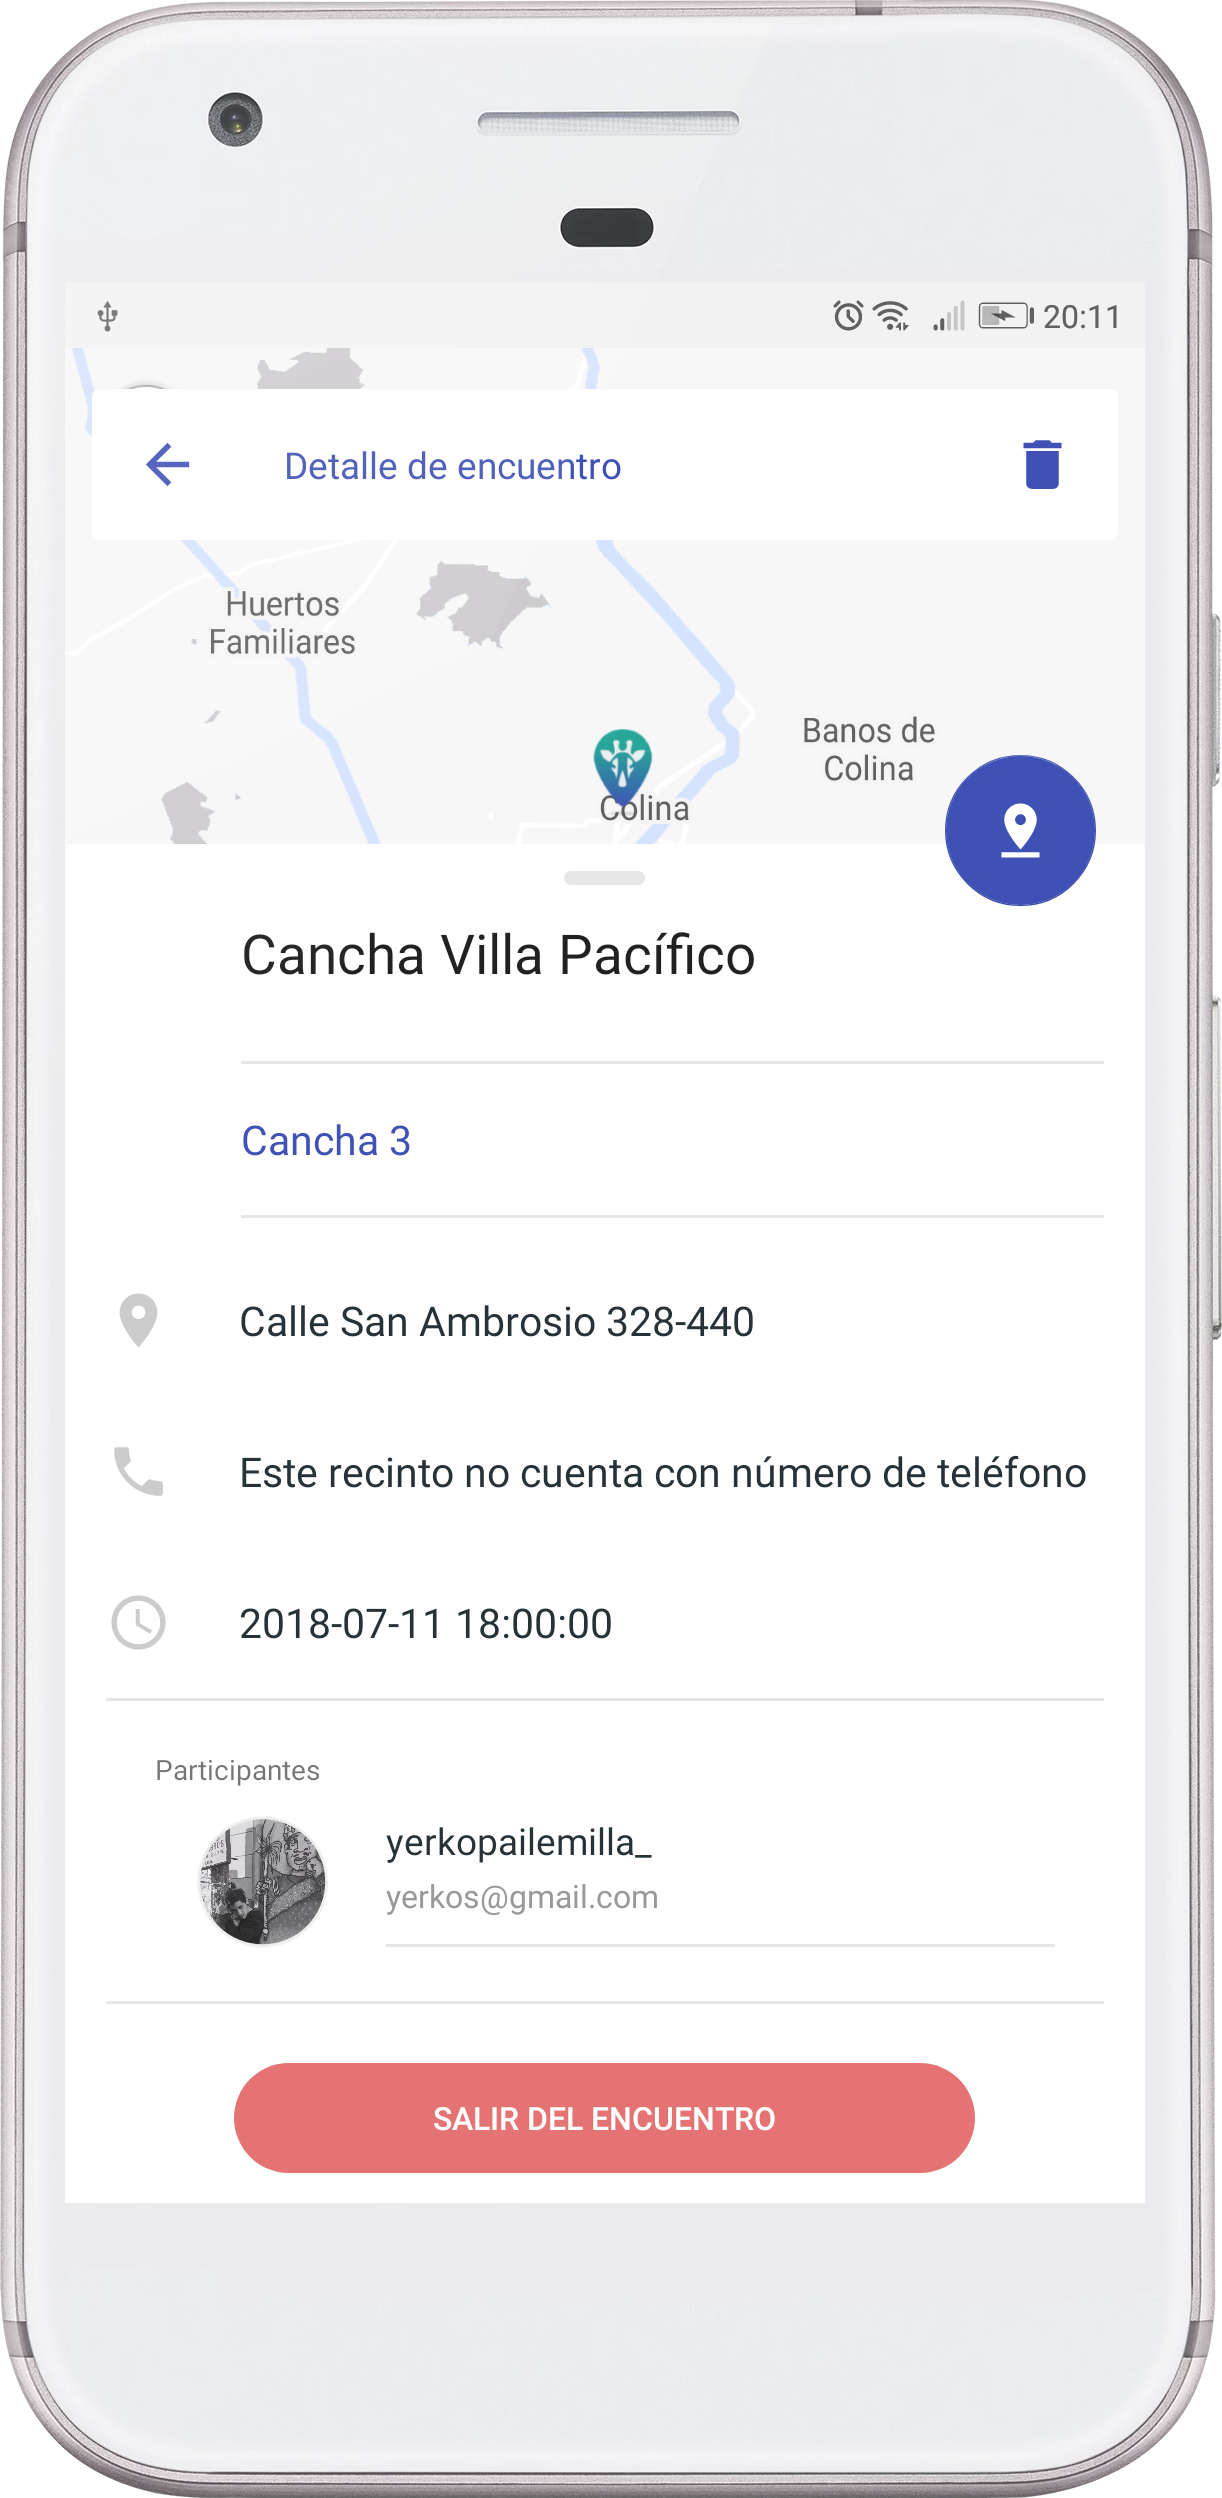 20:11
Detalle de encuentro
Huertos
Familiares
Banos de
Colina
Colina
Cancha Villa Pacífico
Cancha 3
Calle San Ambrosio 328-440
Este recinto no cuenta con número de teléfono
2018-07-11 18:00:00
Participantes
yerkopailemilla_
yerkos@gmail.com
SALIR DEL ENCUENTRO